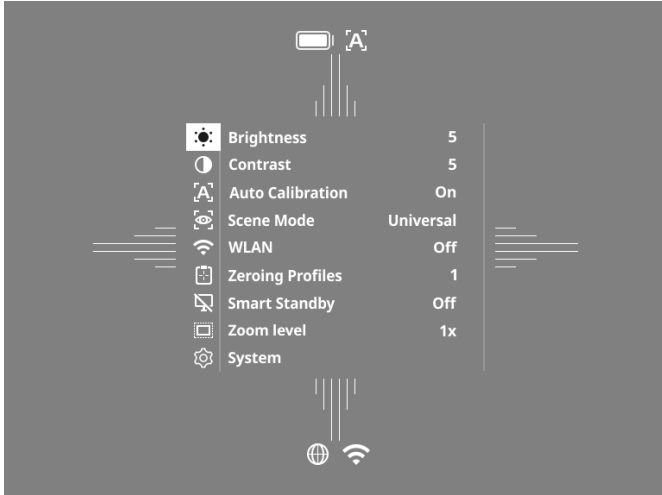 [A]
Brightness 5
Contrast 5
[A] Auto Calibration On
Scene Mode Universal
WLAN Off
Zeroing Profiles 1
Smart Standby Off
Zoom level 1x
System